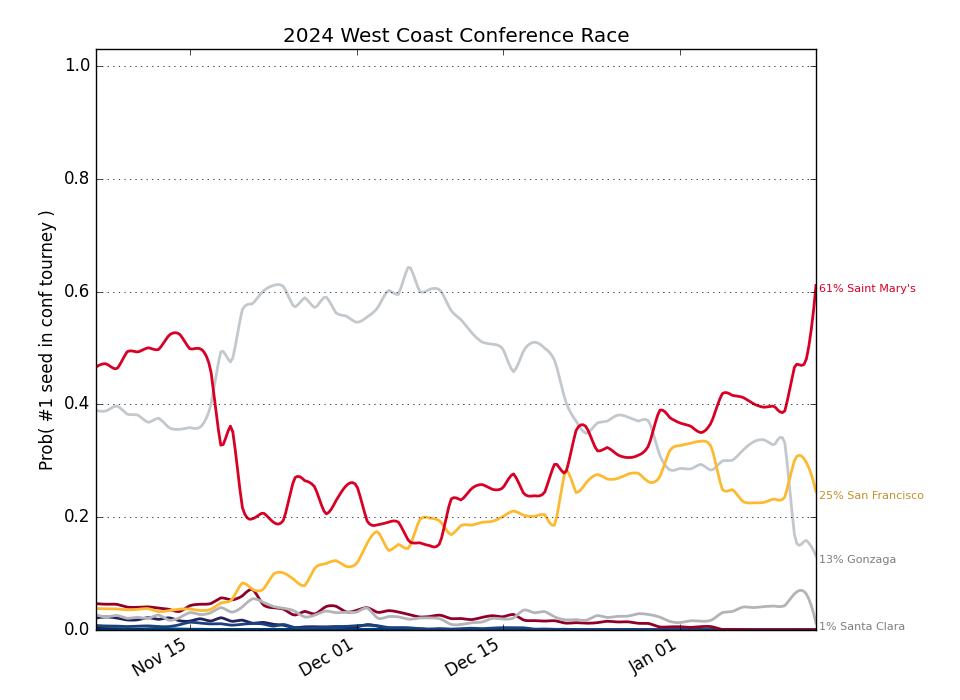 2024 West Coast Conference Race
Prob( #1 seed in conf tourney )
1.0
0.8
0.6
0.4
0.2
0.0
61% Saint Mary's
25% San Francisco
13% Gonzaga
1% Santa Clara
Nov 15
Dec 01
Dec 15
Jan 01